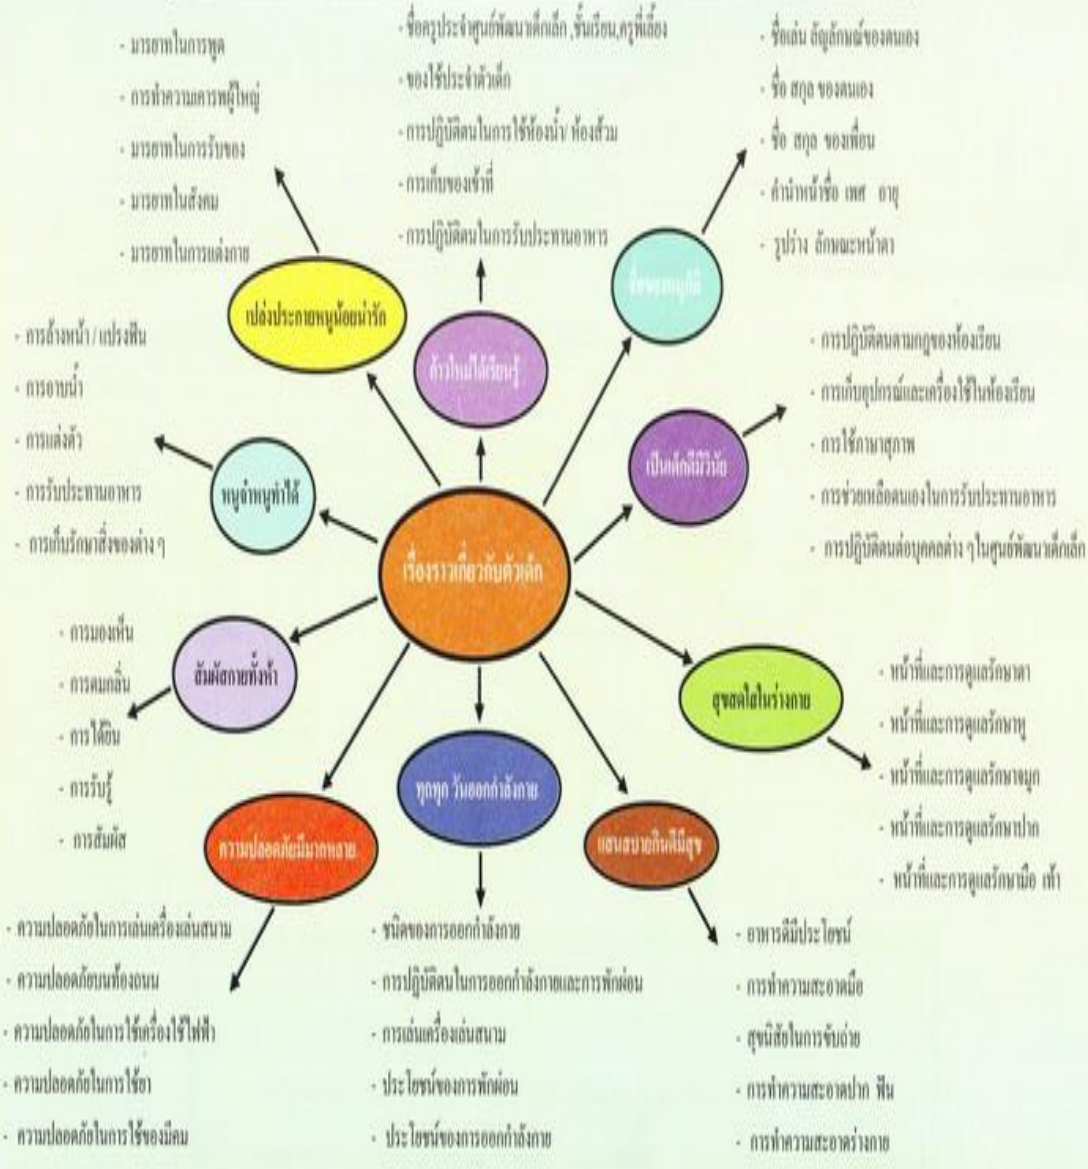 เรื่องราวเกี่ยวกับตัวเด็ก
เปล่งประกายหนูน้อยน่ารัก
- มารยาทในการพูด
- การทำความเคารพผู้ใหญ่
- มารยาทในการรับของ
- มารยาทในสังคม
- มารยาทในการแต่งกาย
ก้าวใหม่ได้เรียนรู้
- ชื่อครูประจำศูนย์พัฒนาเด็กเล็ก ,ชั้นเรียน,ครูพี่เลี้ยง
- ของใช้ประจำตัวเด็ก
- การปฏิบัติตนในการใช้ห้องน้ำ/ ห้องส้วม
- การเก็บของเข้าที่
- การปฏิบัติตนในการรับประทานอาหาร
ชื่อของหนูก็มี
- ชื่อเล่น สัญลักษณ์ของตนเอง
- ชื่อ สกุล ของตนเอง
- ชื่อ สกุล ของเพื่อน
- คำนำหน้าชื่อ เพศ อายุ
- รูปร่าง ลักษณะหน้าตา
เป็นเด็กดีมีวินัย
- การปฏิบัติตนตามกฎของห้องเรียน
- การเก็บอุปกรณ์และเครื่องใช้ในห้องเรียน
- การใช้ภาษาสุภาพ
- การช่วยเหลือตนเองในการรับประทานอาหาร
- การปฏิบัติตนต่อบุคคลต่าง ๆ ในศูนย์พัฒนาเด็กเล็ก
หนูจ๋าหนูทำได้
- การล้างหน้า / แปรงฟัน
- การอาบน้ำ
- การแต่งตัว
- การรับประทานอาหาร
- การเก็บรักษาสิ่งของต่าง ๆ
สัมผัสกายทั้งห้า
- การมองเห็น
- การดมกลิ่น
- การได้ยิน
- การรับรู้
- การสัมผัส
สุขสดใสในร่างกาย
- หน้าที่และการดูแลรักษาตา
- หน้าที่และการดูแลรักษาหู
- หน้าที่และการดูแลรักษาจมูก
- หน้าที่และการดูแลรักษาปาก
- หน้าที่และการดูแลรักษามือ เท้า
ความปลอดภัยมีมากหลาย
- ความปลอดภัยในการเล่นเครื่องเล่นสนาม
- ความปลอดภัยบนท้องถนน
- ความปลอดภัยในการใช้เครื่องใช้ไฟฟ้า
- ความปลอดภัยในการใช้ยา
- ความปลอดภัยในการใช้ของมีคม
ทุกทุก วันออกกำลังกาย
- ชนิดของการออกกำลังกาย
- การปฏิบัติตนในการออกกำลังกายและการพักผ่อน
- การเล่นเครื่องเล่นสนาม
- ประโยชน์ของการพักผ่อน
- ประโยชน์ของการออกกำลังกาย
แสนสบายกินดีมีสุข
- อาหารดีมีประโยชน์
- การทำความสะอาดมือ
- สุขนิสัยในการขับถ่าย
- การทำความสะอาดปาก ฟัน
- การทำความสะอาดร่างกาย